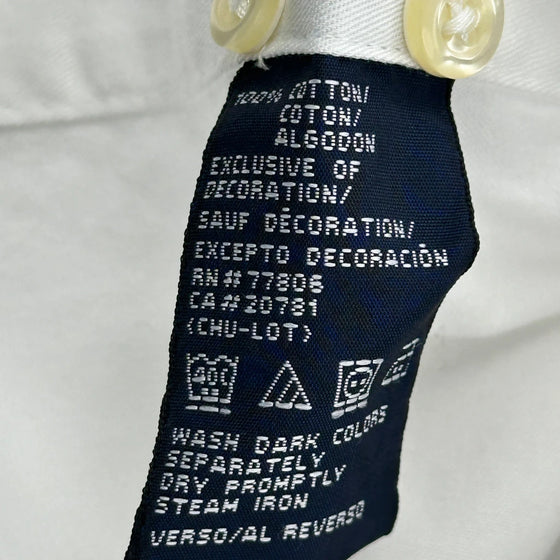 100% COTTON/
COTON/
ALGODON
EXCLUSIVE OF
DECORATION/
SAUF DÉCORATION/
EXCEPTO DECORACIÓN
RN#77806
CA#20781
(CHU-LOT)
WASH DARK COLORS
SEPARATELY
DRY PROMPTLY
STEAM IRON
VERSO/AL REVERSO